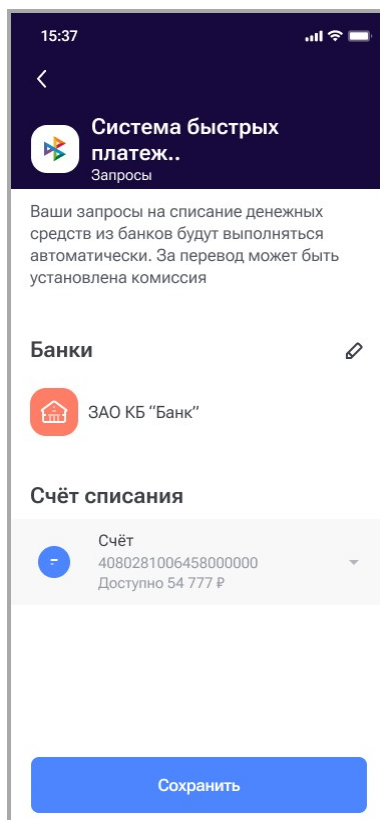 15:37
Система быстрых
платеж..
Запросы
Ваши запросы на списание денежных
средств из банков будут выполняться
автоматически. За перевод может быть
установлена комиссия
Банки
ЗАО КБ “Банк”
Счёт списания
Счёт
4080281006458000000
Доступно 54 777 ₽
Сохранить